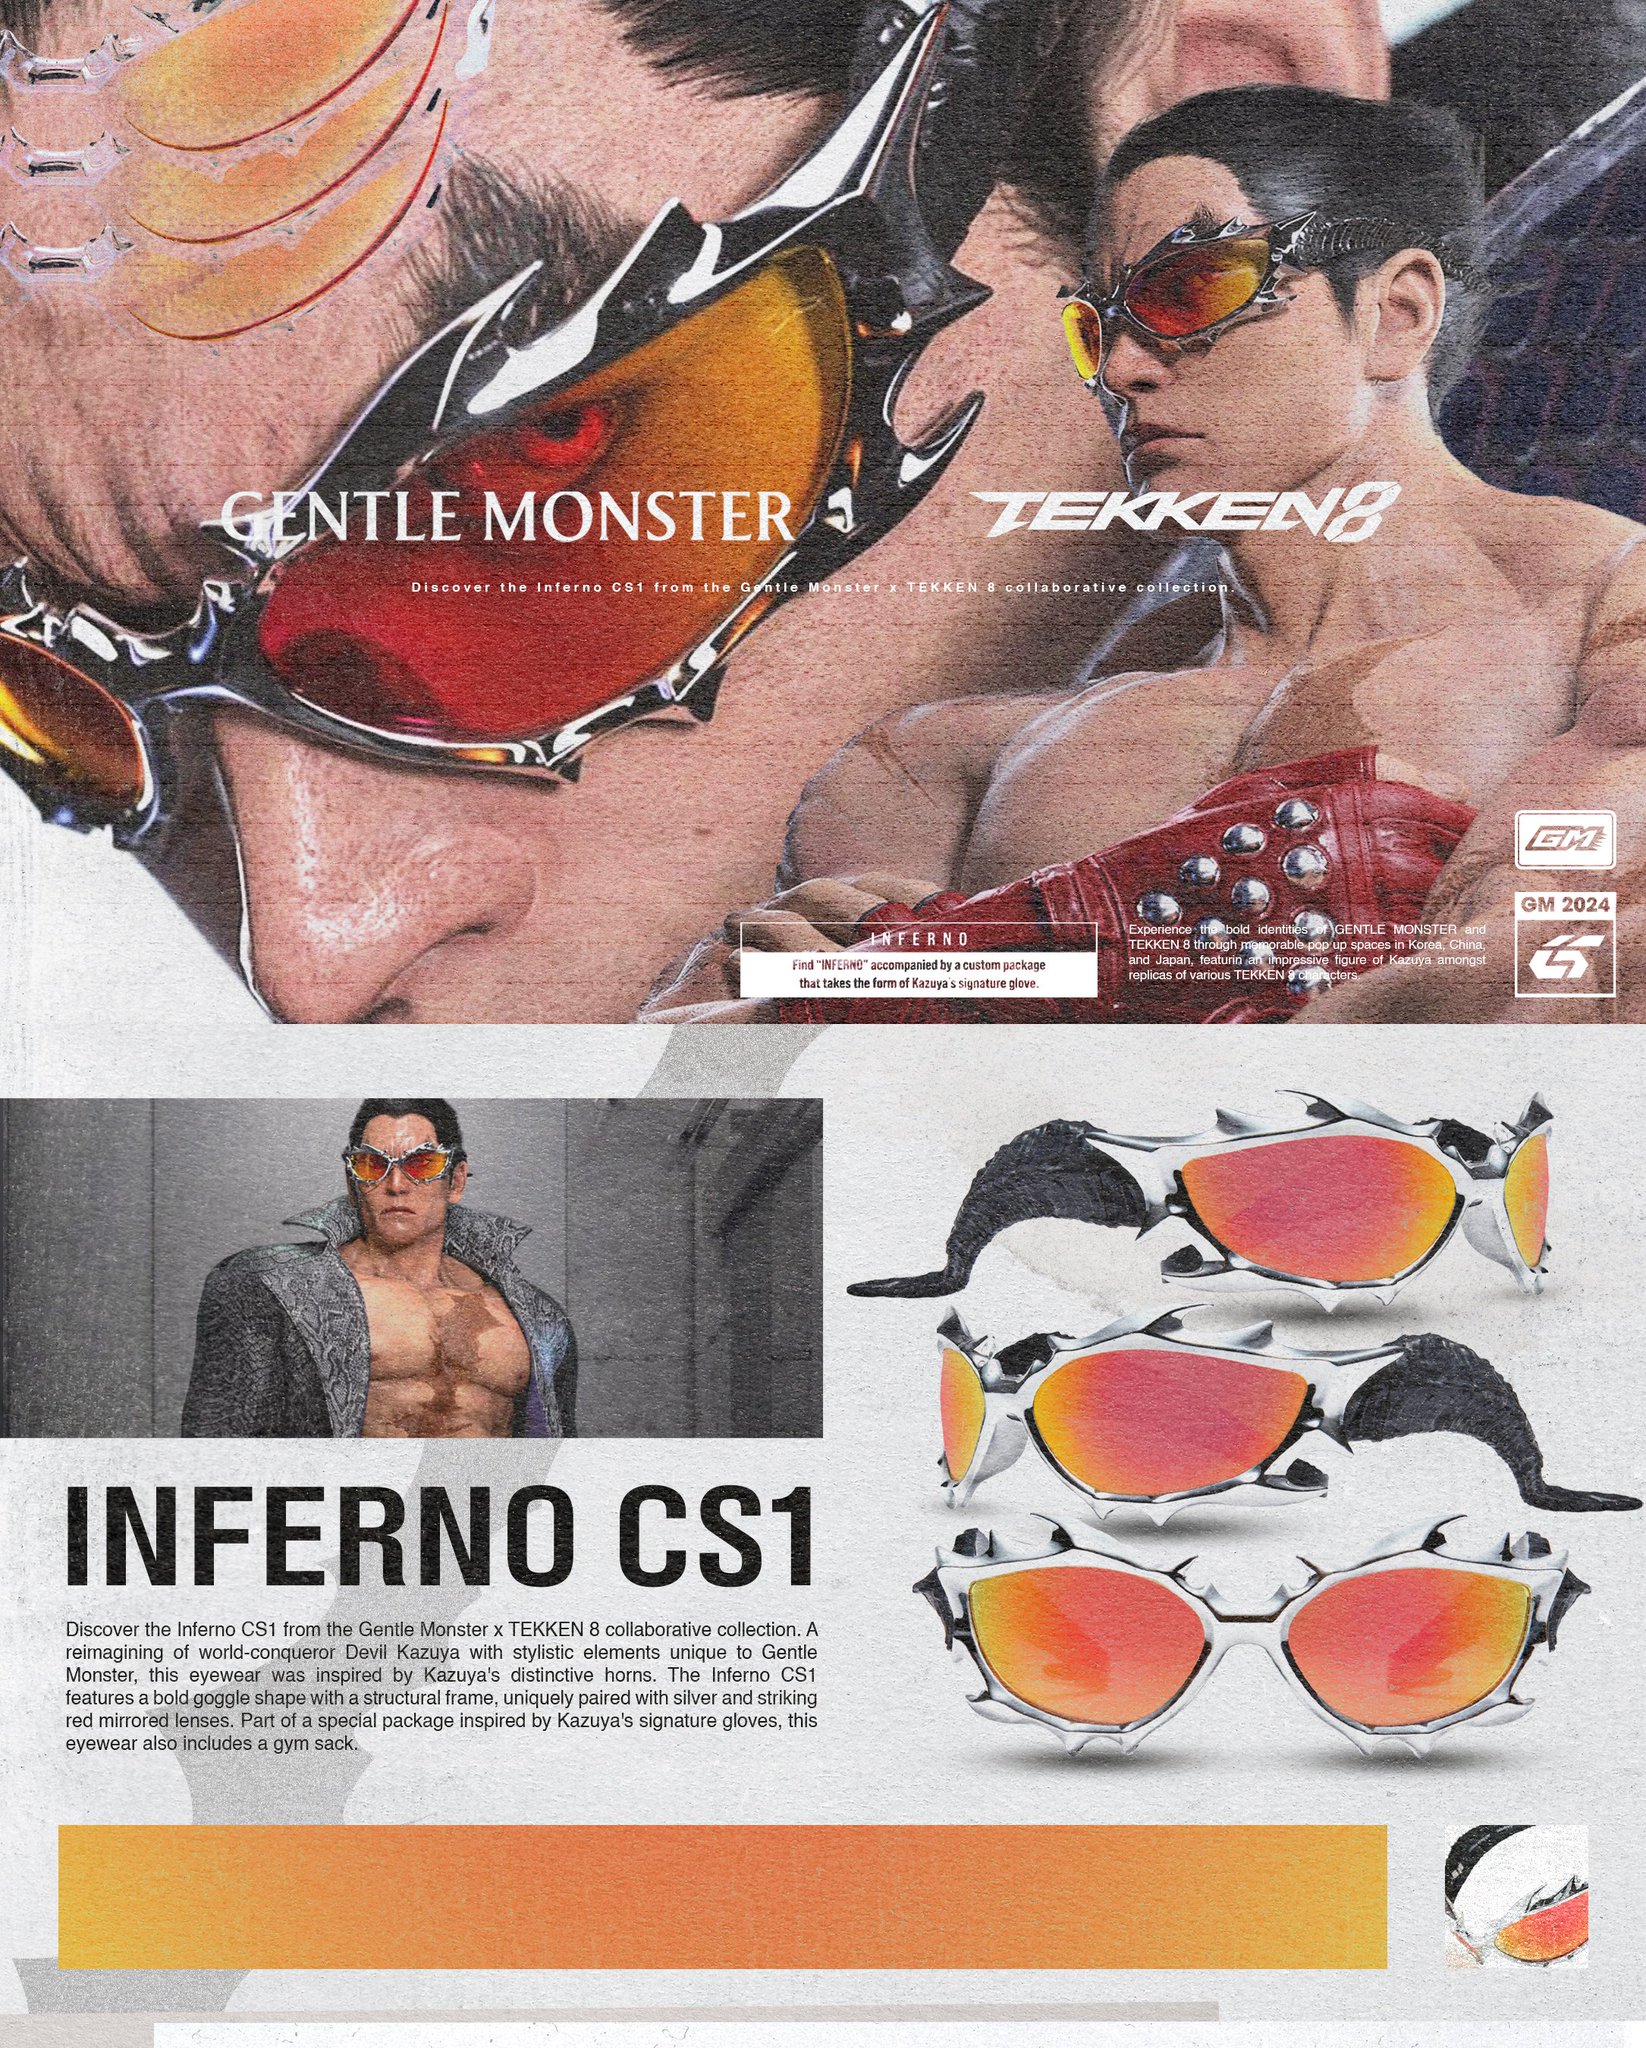 GENTLE MONSTER
TEKKEN 8
Discover the Inferno CS1 from the Gentle Monster x TEKKEN 8 collaborative collection.
GM
GM 2024
INFERNO
Find "INFERNO" accompanied by a custom package
that takes the form of Kazuya's signature glove.
Experience the bold identities of GENTLE MONSTER and
TEKKEN 8 through memorable pop up spaces in Korea, China,
and Japan, featurin an impressive figure of Kazuya amongst
replicas of various TEKKEN 8 characters.
INFERNO CS1
Discover the Inferno CS1 from the Gentle Monster x TEKKEN 8 collaborative collection. A
reimagining of world-conqueror Devil Kazuya with stylistic elements unique to Gentle
Monster, this eyewear was inspired by Kazuya's distinctive horns. The Inferno CS1
features a bold goggle shape with a structural frame, uniquely paired with silver and striking
red mirrored lenses. Part of a special package inspired by Kazuya's signature gloves, this
eyewear also includes a gym sack.